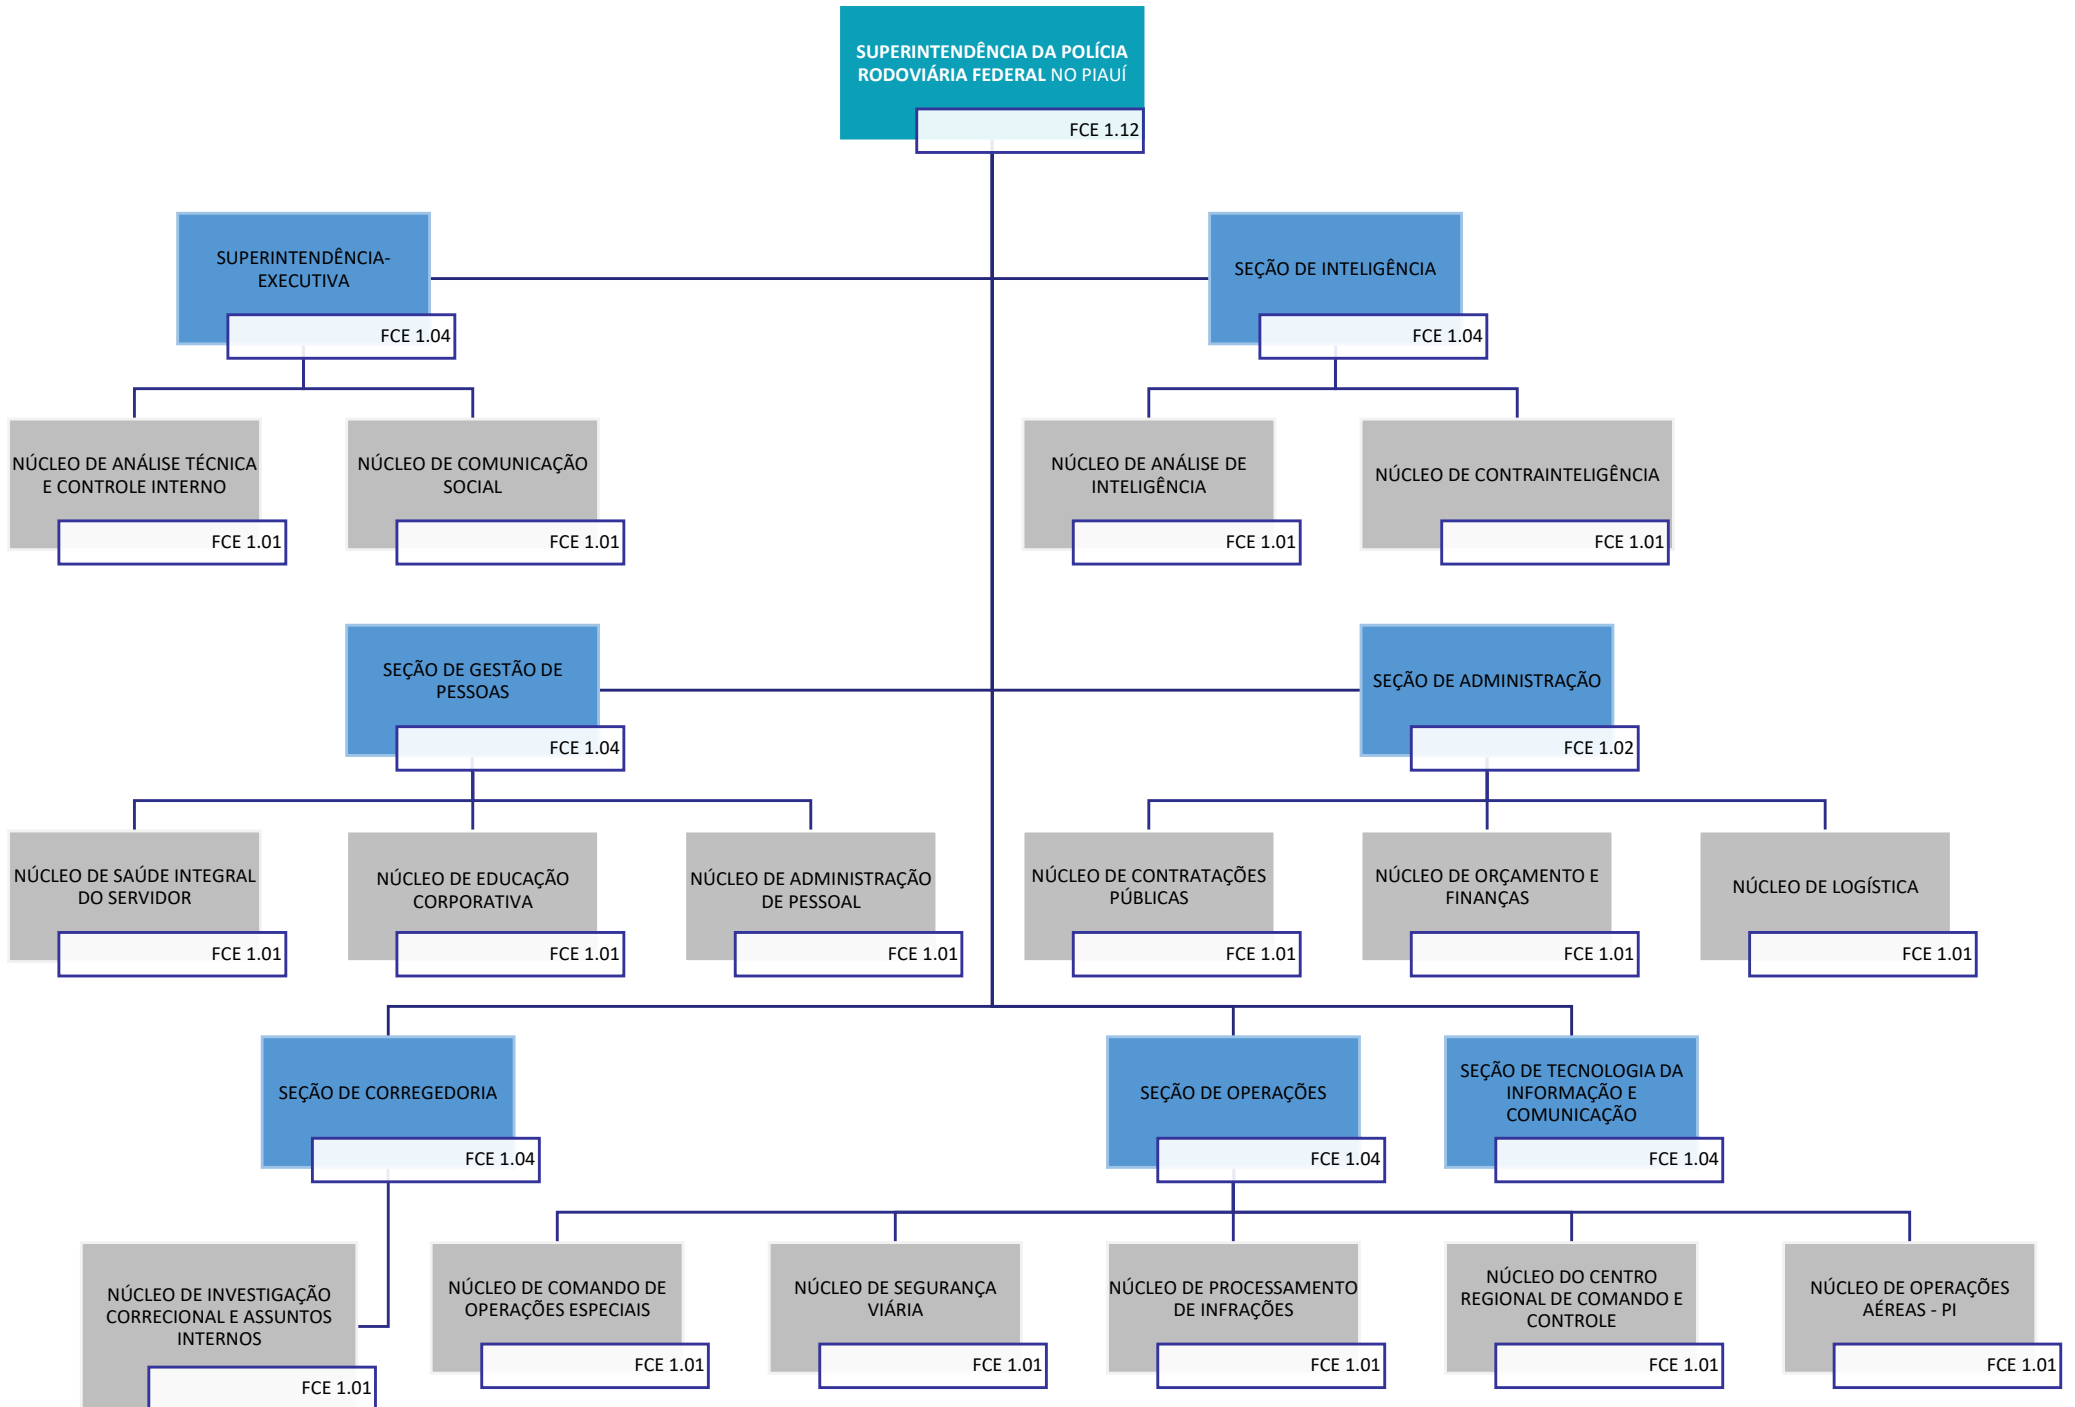 SUPERINTENDÊNCIA DA POLÍCIA
RODOVIÁRIA FEDERAL NO PIAUÍ
FCE 1.12
SUPERINTENDÊNCIA-
EXECUTIVA
FCE 1.04
SEÇÃO DE INTELIGÊNCIA
FCE 1.04
NÚCLEO DE ANÁLISE TÉCNICA
E CONTROLE INTERNO
FCE 1.01
NÚCLEO DE COMUNICAÇÃO
SOCIAL
FCE 1.01
NÚCLEO DE ANÁLISE DE
INTELIGÊNCIA
FCE 1.01
NÚCLEO DE CONTRAINTELIGÊNCIA
FCE 1.01
SEÇÃO DE GESTÃO DE
PESSOAS
FCE 1.04
SEÇÃO DE ADMINISTRAÇÃO
FCE 1.02
NÚCLEO DE SAÚDE INTEGRAL
DO SERVIDOR
FCE 1.01
NÚCLEO DE EDUCAÇÃO
CORPORATIVA
FCE 1.01
NÚCLEO DE ADMINISTRAÇÃO
DE PESSOAL
FCE 1.01
NÚCLEO DE CONTRATAÇÕES
PÚBLICAS
FCE 1.01
NÚCLEO DE ORÇAMENTO E
FINANÇAS
FCE 1.01
NÚCLEO DE LOGÍSTICA
FCE 1.01
SEÇÃO DE CORREGEDORIA
FCE 1.04
SEÇÃO DE OPERAÇÕES
FCE 1.04
SEÇÃO DE TECNOLOGIA DA
INFORMAÇÃO E
COMUNICAÇÃO
FCE 1.04
NÚCLEO DE INVESTIGAÇÃO
CORRECIONAL E ASSUNTOS
INTERNOS
FCE 1.01
NÚCLEO DE COMANDO DE
OPERAÇÕES ESPECIAIS
FCE 1.01
NÚCLEO DE SEGURANÇA
VIÁRIA
FCE 1.01
NÚCLEO DE PROCESSAMENTO
DE INFRAÇÕES
FCE 1.01
NÚCLEO DO CENTRO
REGIONAL DE COMANDO E
CONTROLE
FCE 1.01
NÚCLEO DE OPERAÇÕES
AÉREAS - PI
FCE 1.01